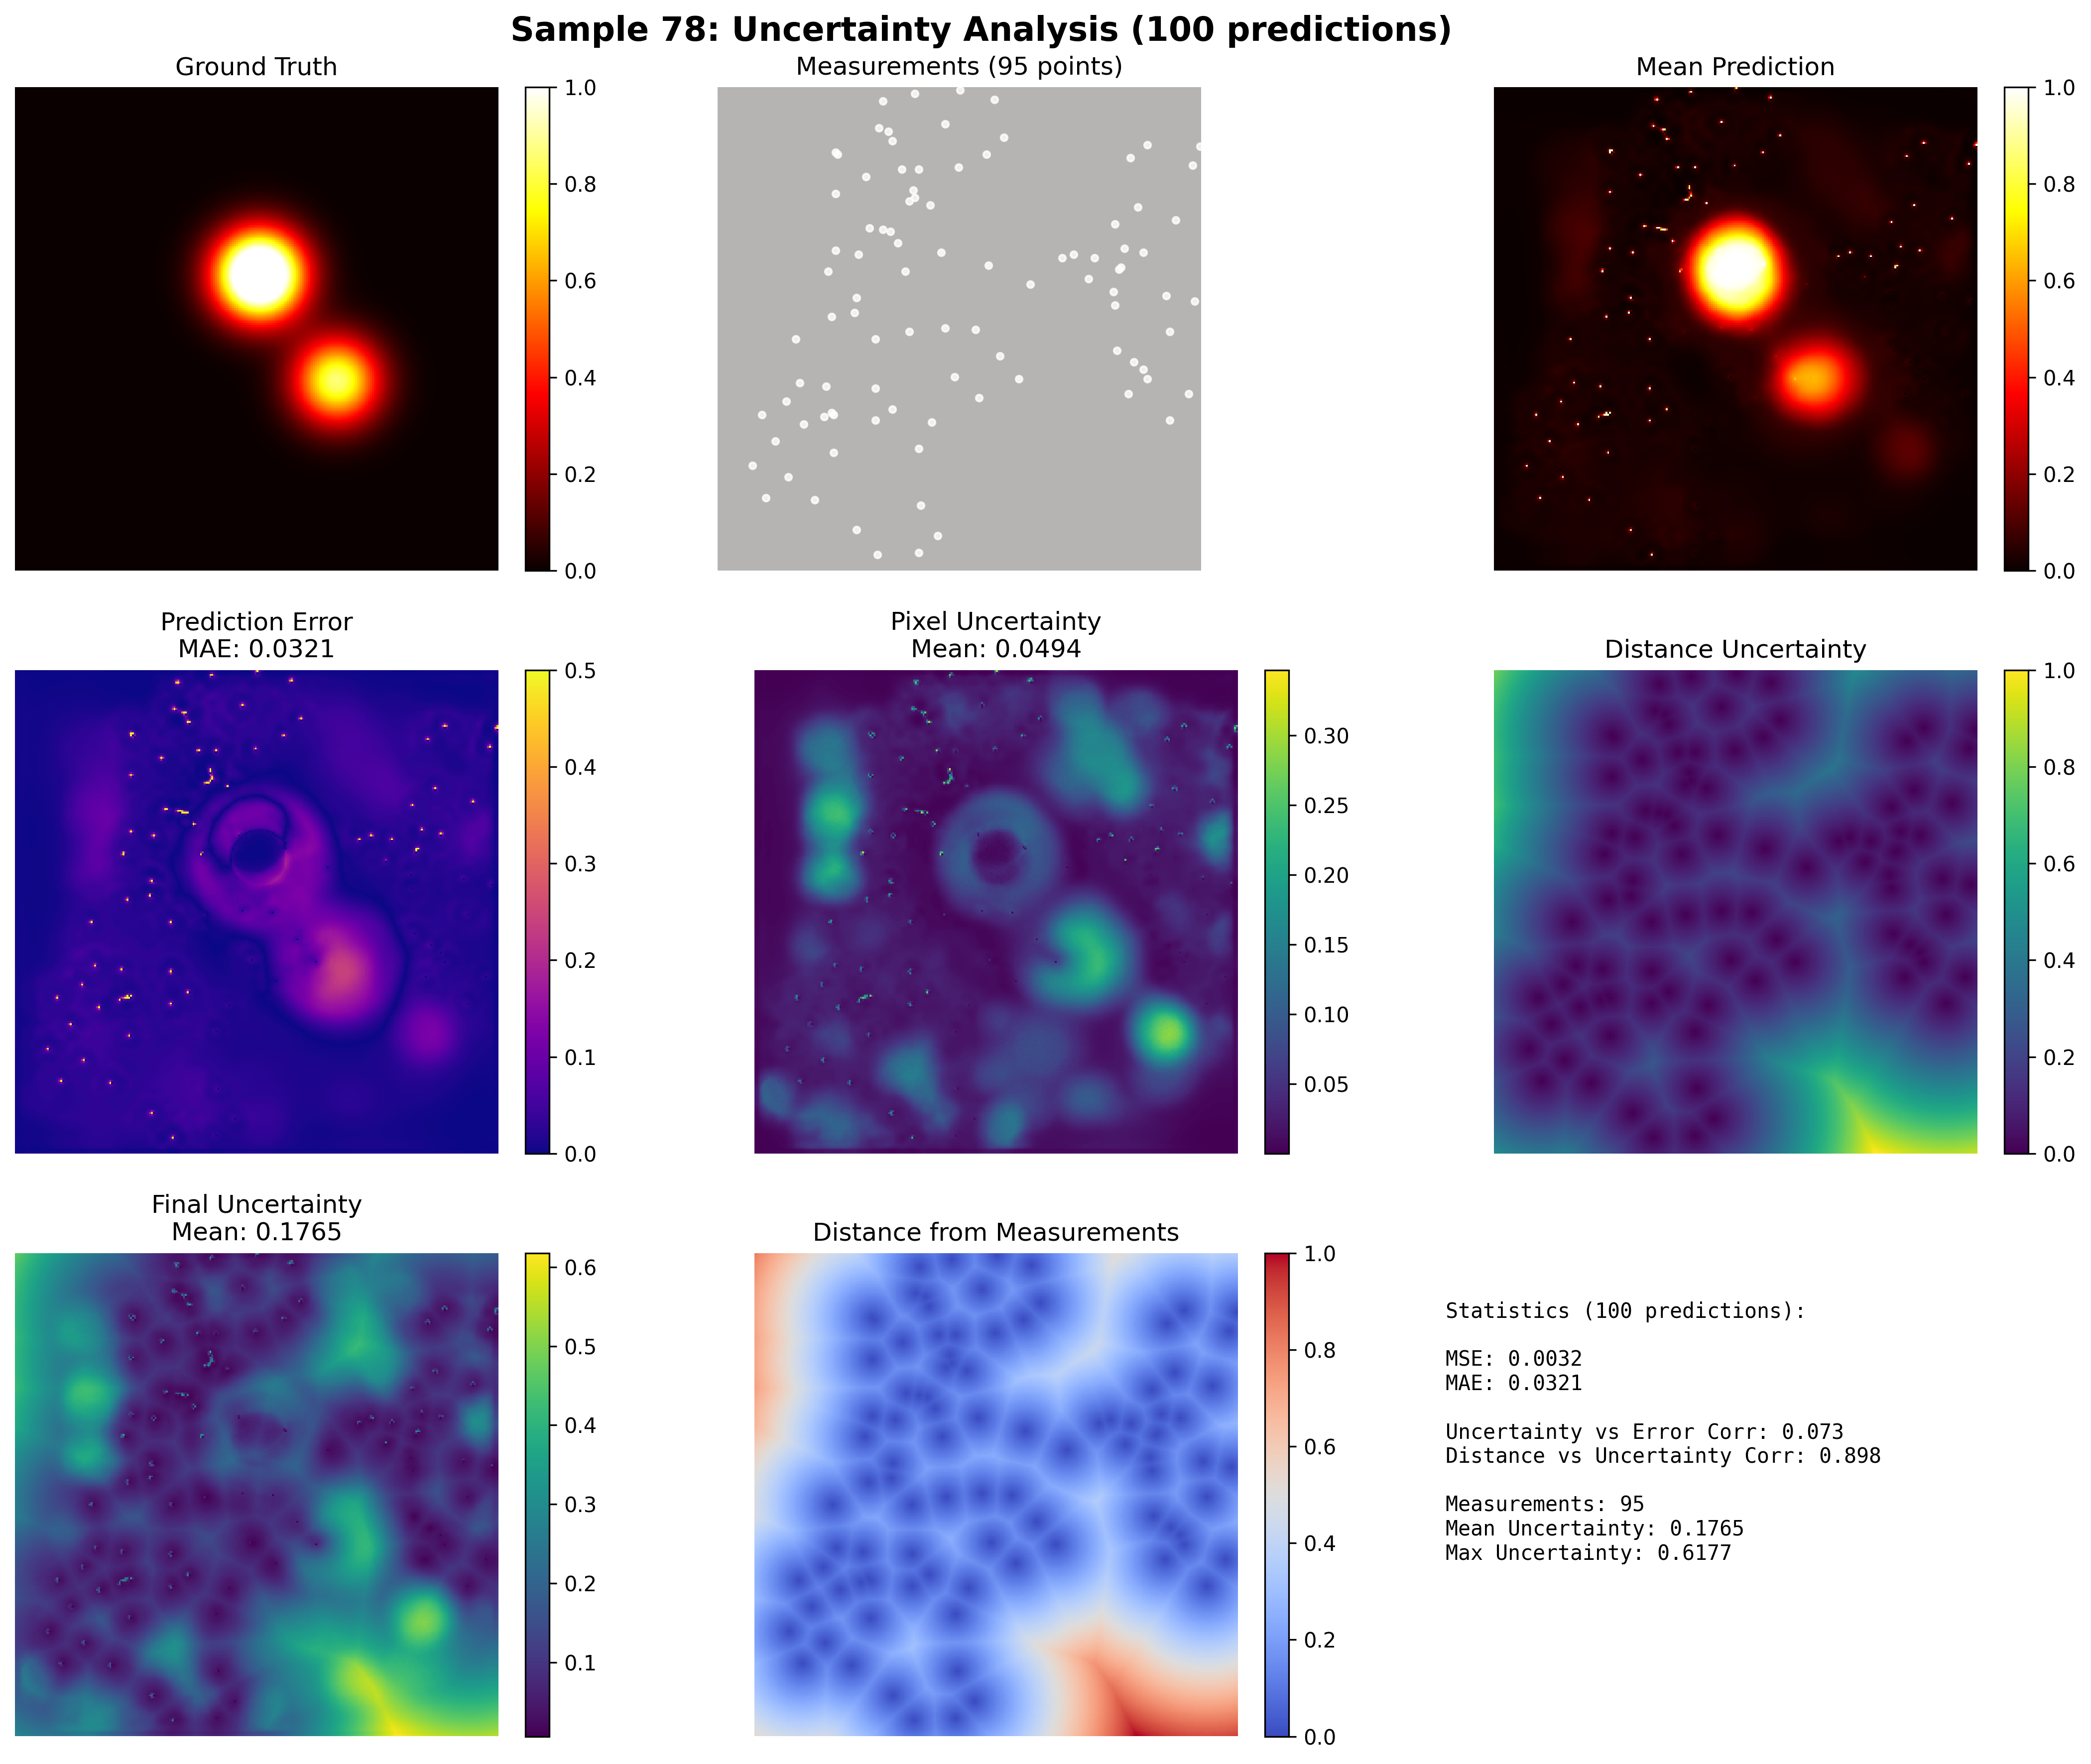 Sample 78: Uncertainty Analysis (100 predictions)
Ground Truth
1.0
0.8
0.6
0.4
0.2
0.0
Measurements (95 points)
Mean Prediction
1.0
0.8
0.6
0.4
0.2
0.0
Prediction Error
MAE: 0.0321
0.5
0.4
0.3
0.2
0.1
0.0
Pixel Uncertainty
Mean: 0.0494
0.30
0.25
0.20
0.15
0.10
0.05
Distance Uncertainty
1.0
0.8
0.6
0.4
0.2
0.0
Final Uncertainty
Mean: 0.1765
0.6
0.5
0.4
0.3
0.2
0.1
Distance from Measurements
1.0
0.8
0.6
0.4
0.2
0.0
Statistics (100 predictions):
MSE: 0.0032
MAE: 0.0321
Uncertainty vs Error Corr: 0.073
Distance vs Uncertainty Corr: 0.898
Measurements: 95
Mean Uncertainty: 0.1765
Max Uncertainty: 0.6177